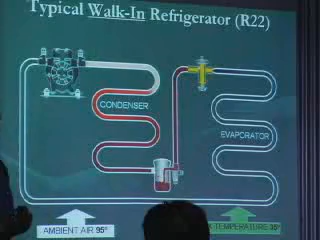 Typical Walk-In Refrigerator (R22)
CONDENSER
EVAPORATOR
AMBIENT AIR 95°
TEMPERATURE 35°